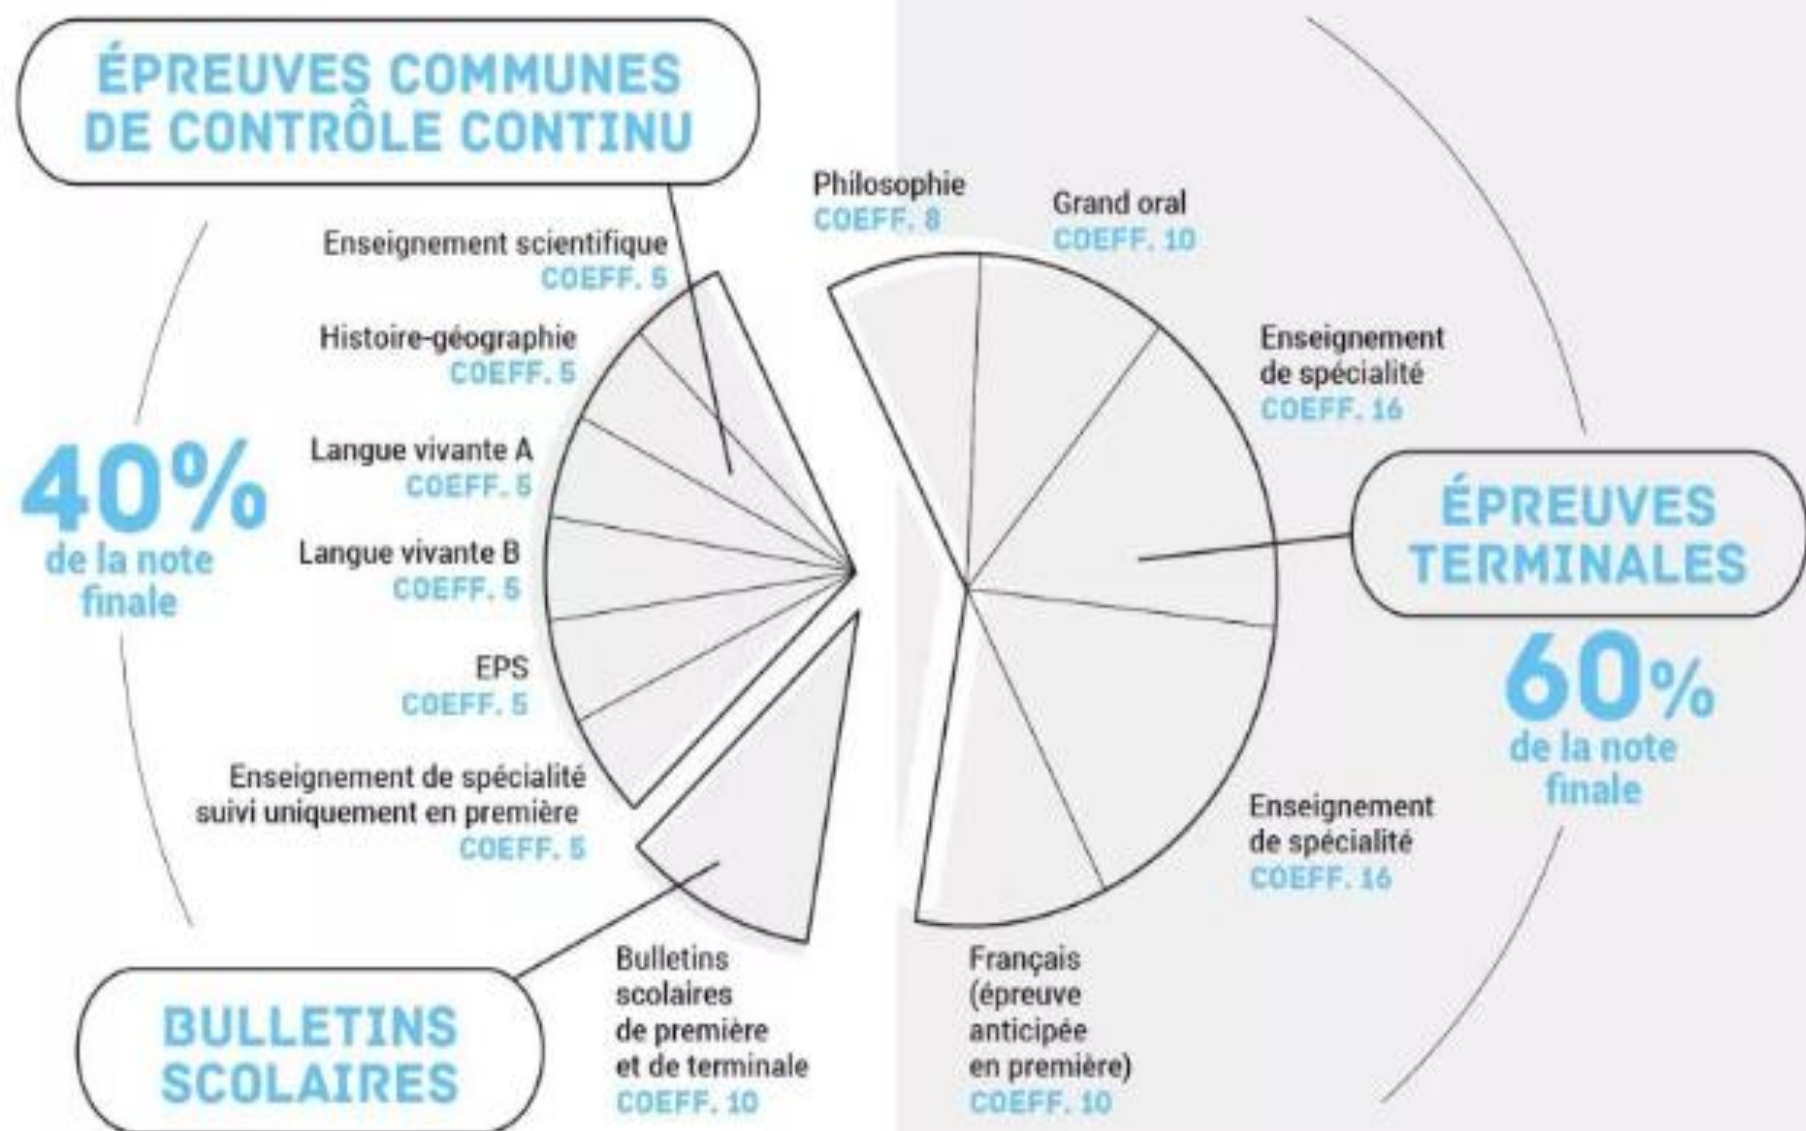 ÉPREUVES COMMUNES
DE CONTRÔLE CONTINU
Enseignement scientifique
COEFF. 5
Histoire-géographie
COEFF. 5
Langue vivante A
COEFF. 5
Langue vivante B
COEFF. 5
EPS
COEFF. 5
Enseignement de spécialité
suivi uniquement en première
COEFF. 5
40%
de la note
finale
BULLETINS
SCOLAIRES
Bulletins
scolaires
de première
et de terminale
COEFF. 10
Philosophie
COEFF. 8
Grand oral
COEFF. 10
Enseignement
de spécialité
COEFF. 16
ÉPREUVES
TERMINALES
60%
de la note
finale
Enseignement
de spécialité
COEFF. 16
Français
(épreuve
anticipée
en première)
COEFF. 10